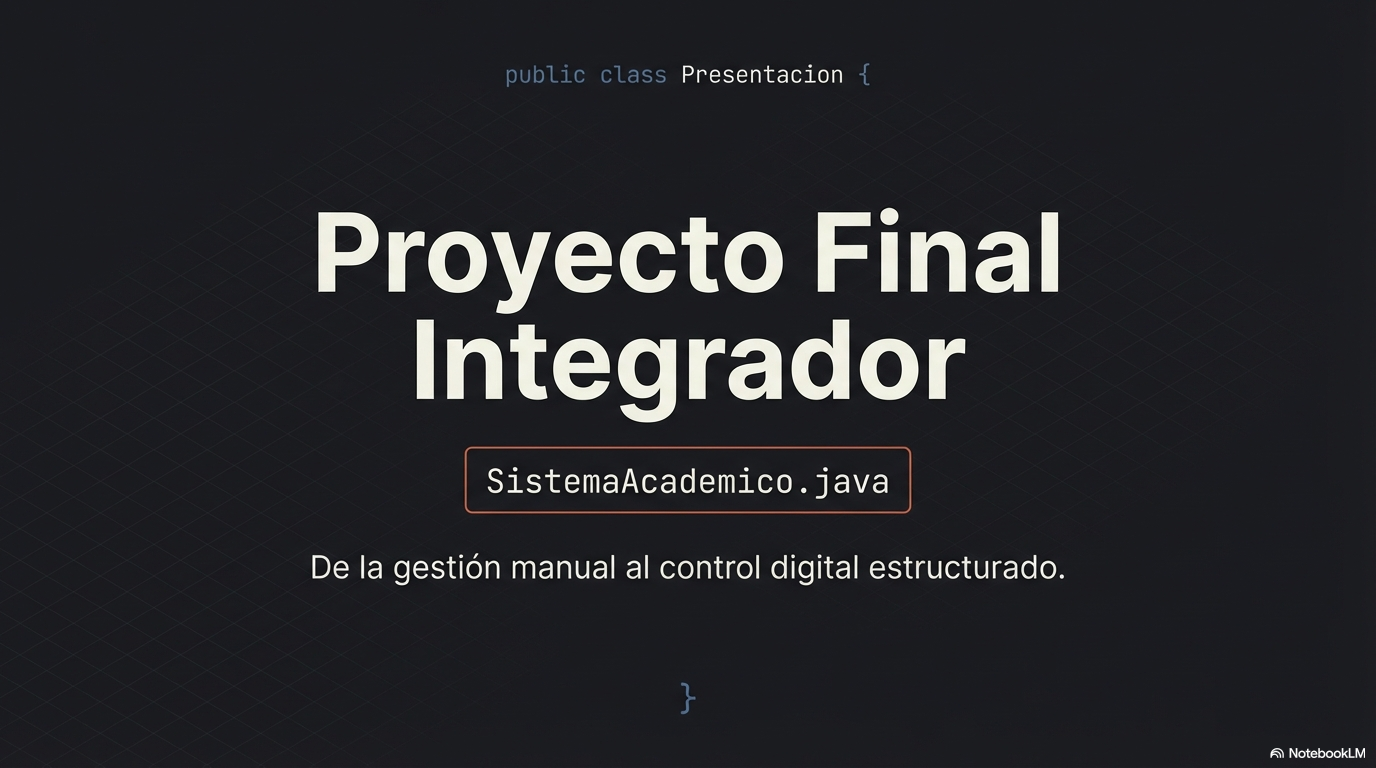 public class Presentacion {
Proyecto Final
Integrador
SistemaAcademico.java
De la gestión manual al control digital estructurado.
}
NotebookLM